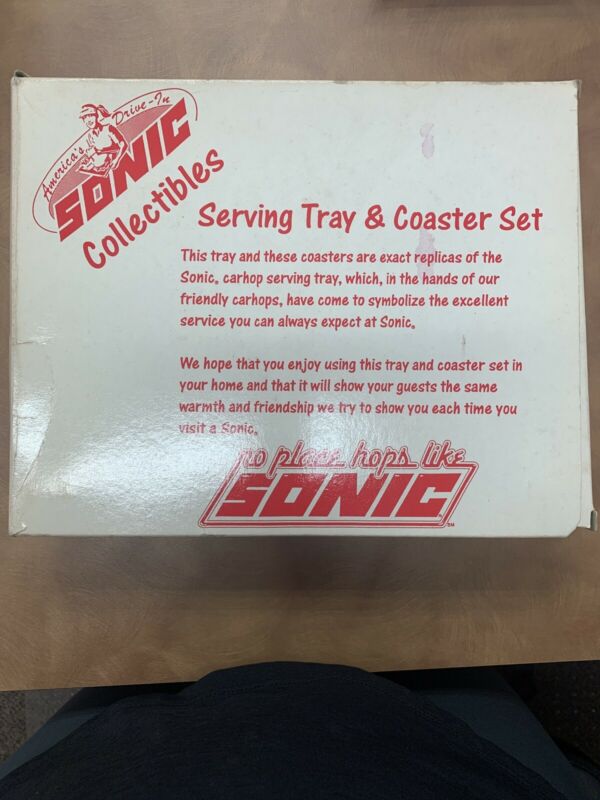 America's Drive-In
SONIC
Collectibles
Serving Tray & Coaster Set
This tray and these coasters are exact replicas of the
Sonic® carhop serving tray, which, in the hands of our
friendly carhops, have come to symbolize the excellent
service you can always expect at Sonic®
We hope that you enjoy using this tray and coaster set in
your home and that it will show your guests the same
warmth and friendship we try to show you each time you
visit a Sonic®
no place hops like
SONIC
SM